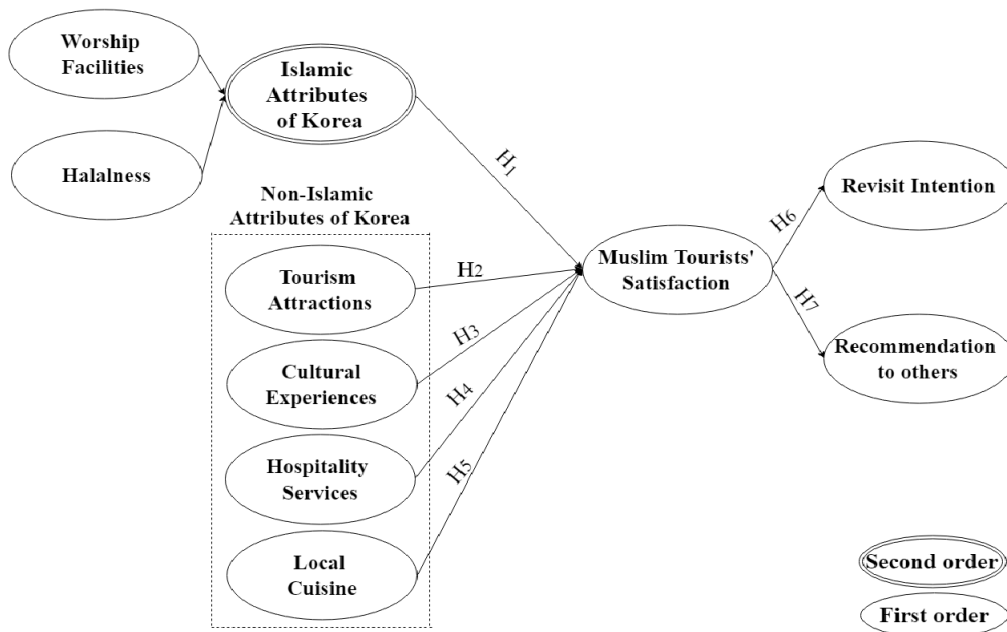 Worship
Facilities
Islamic
Attributes
of Korea
Halalness
H1
Non-Islamic
Attributes of Korea
Tourism
Attractions
H2
Cultural
Experiences
H3
Hospitality
Services
H4
Local
Cuisine
H5
Muslim Tourists'
Satisfaction
H6
Revisit Intention
H7
Recommendation
to others
Second order
First order